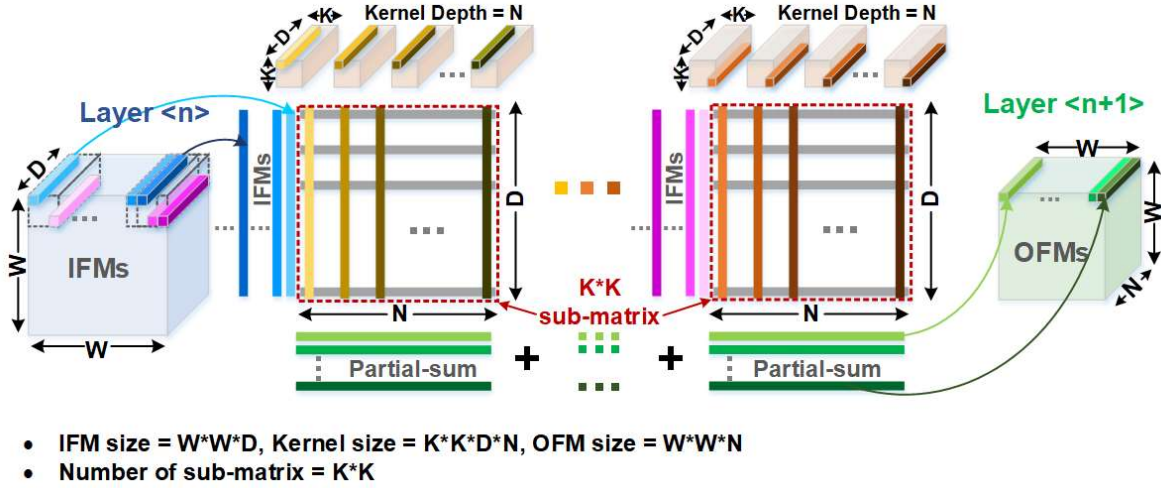 K
Kernel Depth = N
D
K
K
Kernel Depth = N
D
K
Layer <n>
Layer <n+1>
D
W
IFMs
W
IFMs
D
N
K*K
sub-matrix
IFMs
D
N
W
W
OFMs
N
Partial-sum
+
+
Partial-sum
• IFM size = W*W*D, Kernel size = K*K*D*N, OFM size = W*W*N
• Number of sub-matrix = K*K